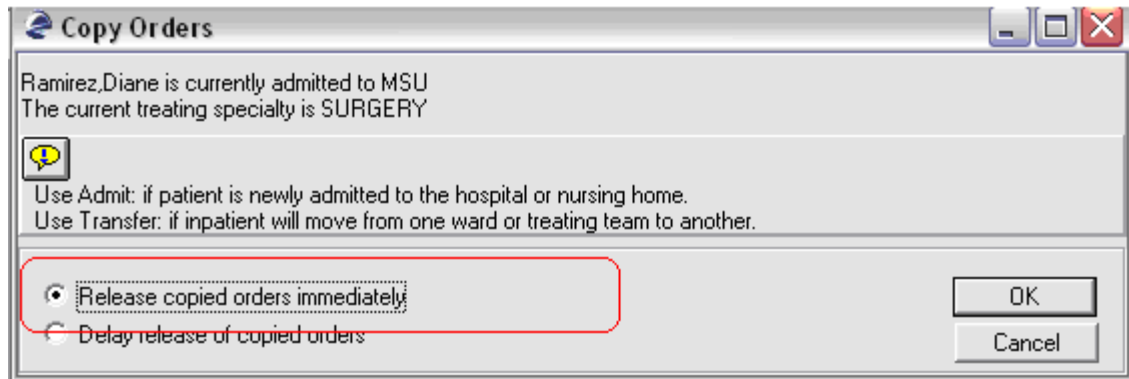 Copy Orders
Ramirez,Diane is currently admitted to MSU
The current treating specialty is SURGERY
Use Admit: if patient is newly admitted to the hospital or nursing home.
Use Transfer: if inpatient will move from one ward or treating team to another.
Release copied orders immediately
Delay release of copied orders
OK
Cancel